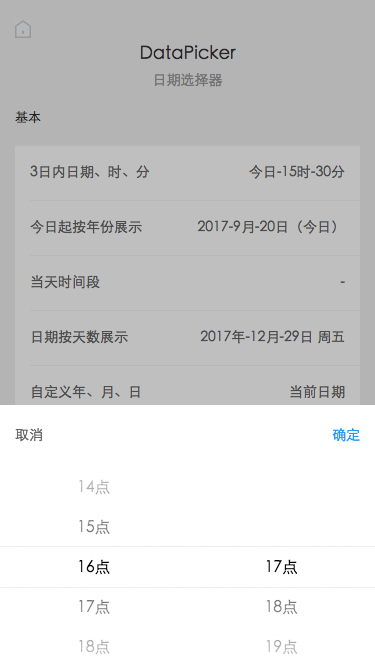 DataPicker
日期选择器
基本
3日内日期、时、分 今日-15时-30分
今日起按年份展示 2017-9月-20日（今日）
当天时间段 -
日期按天数展示 2017年-12月-29日 周五
自定义年、月、日 当前日期
取消 确定
14点
15点
16点 17点
17点 18点
18点 19点